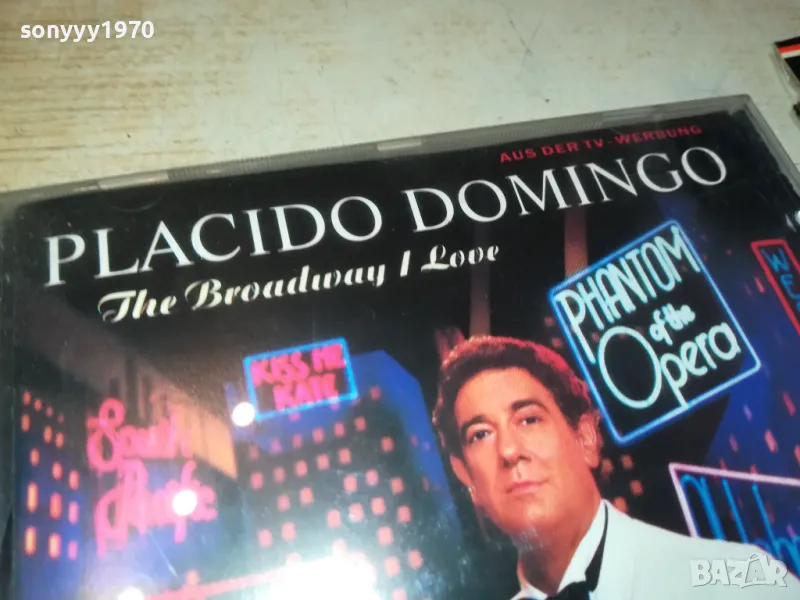 sonyyy1970
AUS DER TV-WERBUNG
PLACIDO DOMINGO
The Broadway I Love
PHANTOM
of the
Opera
WE
KISS ME
KATE
South
Pacific
BAZAR